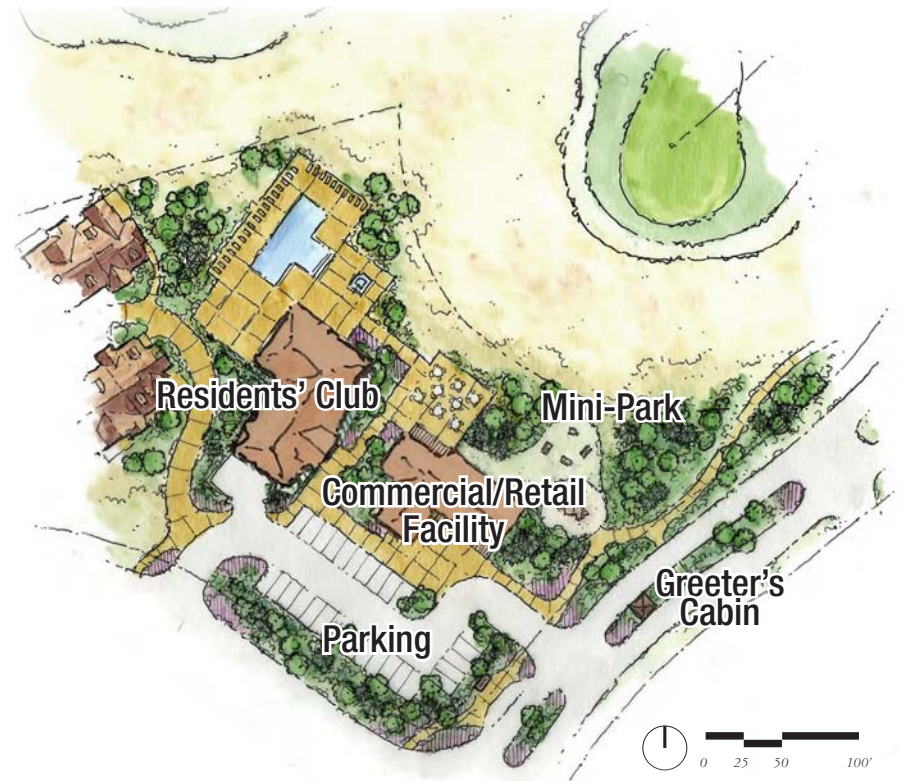 Residents’ Club
Mini-Park
Commercial/Retail
Facility
Greeter’s
Cabin
Parking
0 25 50 100’